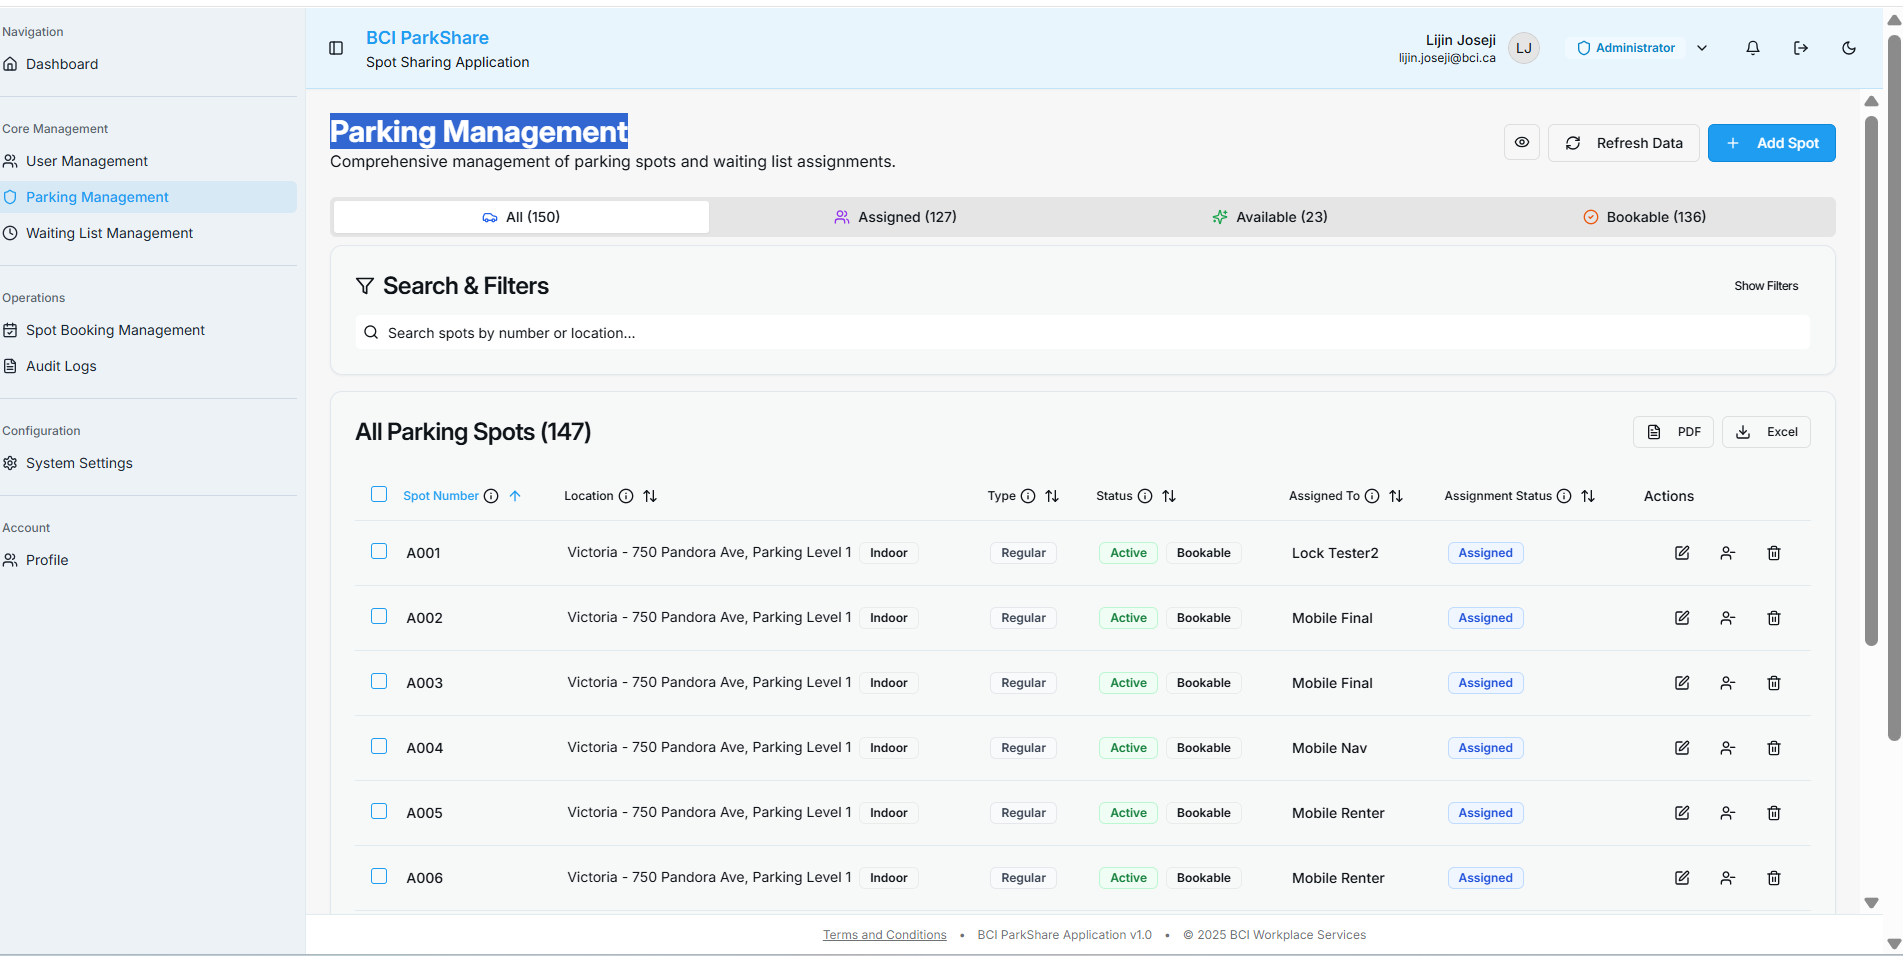 Navigation
Dashboard
Core Management
User Management
Parking Management
Waiting List Management
Operations
Spot Booking Management
Audit Logs
Configuration
System Settings
Account
Profile
BCI ParkShare
Spot Sharing Application
Lijin Joseji
lijin.joseji@bci.ca
LJ
Administrator
Parking Management
Comprehensive management of parking spots and waiting list assignments.
Refresh Data
Add Spot
All (150)
Assigned (127)
Available (23)
Bookable (136)
Search & Filters
Show Filters
Search spots by number or location...
All Parking Spots (147)
PDF
Excel
Spot Number Location Type Status Assigned To Assignment Status Actions
A001 Victoria - 750 Pandora Ave, Parking Level 1 Indoor Regular Active Bookable Lock Tester2 Assigned
A002 Victoria - 750 Pandora Ave, Parking Level 1 Indoor Regular Active Bookable Mobile Final Assigned
A003 Victoria - 750 Pandora Ave, Parking Level 1 Indoor Regular Active Bookable Mobile Final Assigned
A004 Victoria - 750 Pandora Ave, Parking Level 1 Indoor Regular Active Bookable Mobile Nav Assigned
A005 Victoria - 750 Pandora Ave, Parking Level 1 Indoor Regular Active Bookable Mobile Renter Assigned
A006 Victoria - 750 Pandora Ave, Parking Level 1 Indoor Regular Active Bookable Mobile Renter Assigned
Terms and Conditions • BCI ParkShare Application v1.0 • © 2025 BCI Workplace Services